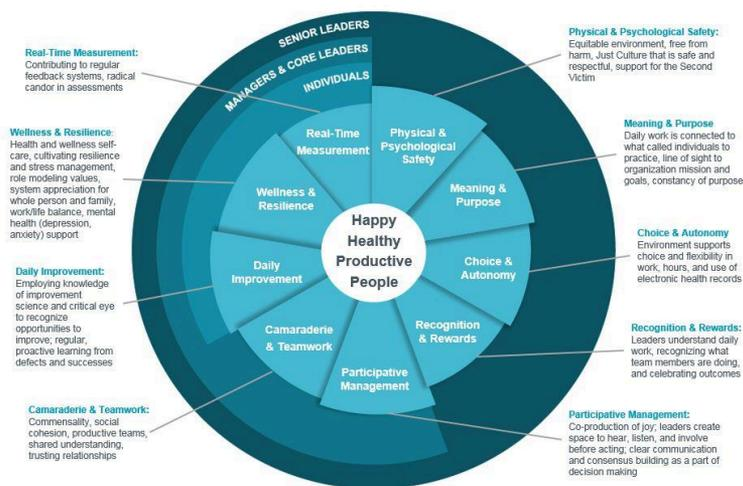 SENIOR LEADERS
MANAGERS & CORE LEADERS
INDIVIDUALS
Real-Time Measurement:
Contributing to regular
feedback systems, radical
candor in assessments
Wellness & Resilience:
Health and wellness self-
care, cultivating resilience
and stress management,
role modeling values,
system appreciation for
whole person and family,
work/life balance, mental
health (depression,
anxiety) support
Daily Improvement:
Employing knowledge
of improvement
science and critical eye
to recognize
opportunities to
improve; regular,
proactive learning from
defects and successes
Camaraderie & Teamwork:
Commensality, social
cohesion, productive teams,
shared understanding,
trusting relationships
Real-Time
Measurement
Physical &
Psychological
Safety
Wellness &
Resilience
Meaning &
Purpose
Happy
Healthy
Productive
People
Daily
Improvement
Choice &
Autonomy
Camaraderie
& Teamwork
Recognition
& Rewards
Participative
Management
Physical & Psychological Safety:
Equitable environment, free from
harm, Just Culture that is safe and
respectful, support for the Second
Victim
Meaning & Purpose
Daily work is connected to
what called individuals to
practice, line of sight to
organization mission and
goals, constancy of purpose
Choice & Autonomy
Environment supports
choice and flexibility in
work, hours, and use of
electronic health records
Recognition & Rewards:
Leaders understand daily
work, recognizing what
team members are doing,
and celebrating outcomes
Participative Management:
Co-production of joy; leaders create
space to hear, listen, and involve
before acting; clear communication
and consensus building as a part of
decision making